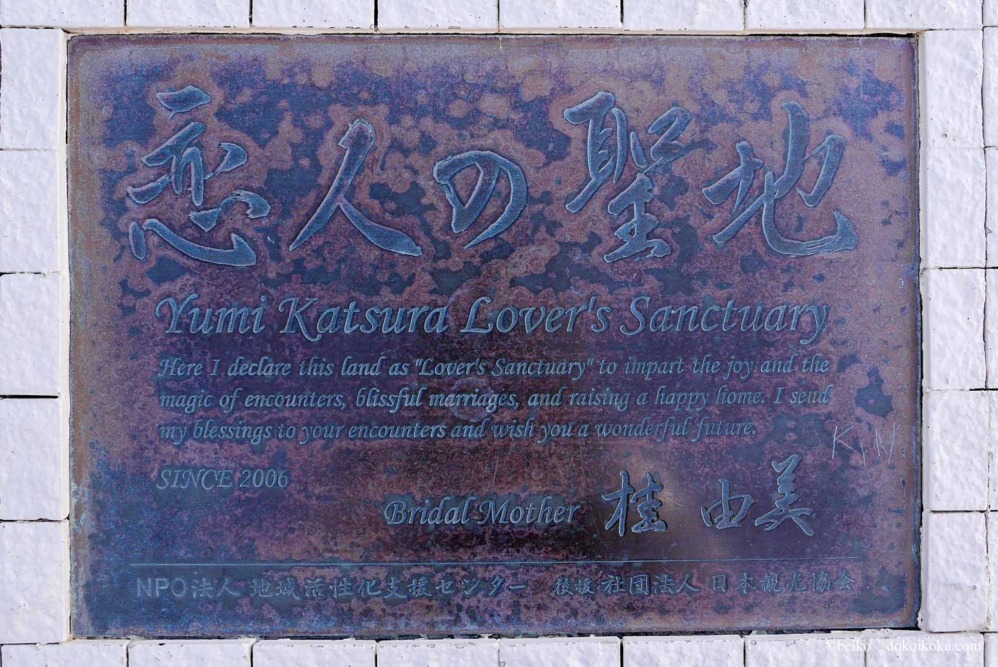 恋人の聖地
Yumi Katsura Lover's Sanctuary
Here I declare this land as "Lover's Sanctuary" to impart the joy and the
magic of encounters, blissful marriages, and raising a happy home. I send
my blessings to your encounters and wish you a wonderful future.
K N
SINCE 2006
Bridal Mother 桂 由美
NPO法人 地域活性化支援センター 後援 社団法人 日本観光協会
©beiko dokoikoka.com